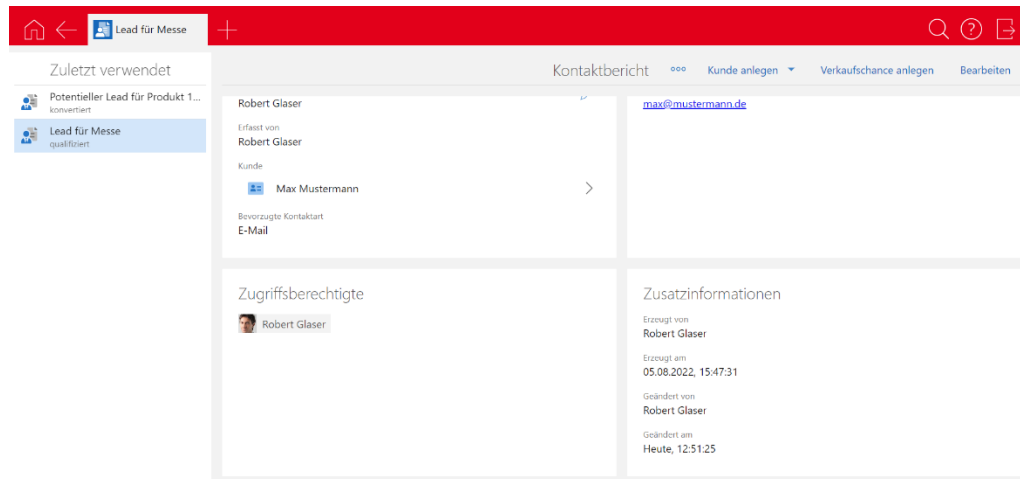 Lead für Messe
Zuletzt verwendet
Kontaktbericht
Kunde anlegen
Verkaufschance anlegen
Bearbeiten
Potentieller Lead für Produkt 1...
konvertiert
Lead für Messe
qualifiziert
Robert Glaser
Erfasst von
Robert Glaser
Kunde
Max Mustermann
Bevorzugte Kontaktart
E-Mail
max@mustermann.de
Zugriffsberechtigte
Robert Glaser
Zusatzinformationen
Erzeugt von
Robert Glaser
Erzeugt am
05.08.2022, 15:47:31
Geändert von
Robert Glaser
Geändert am
Heute, 12:51:25